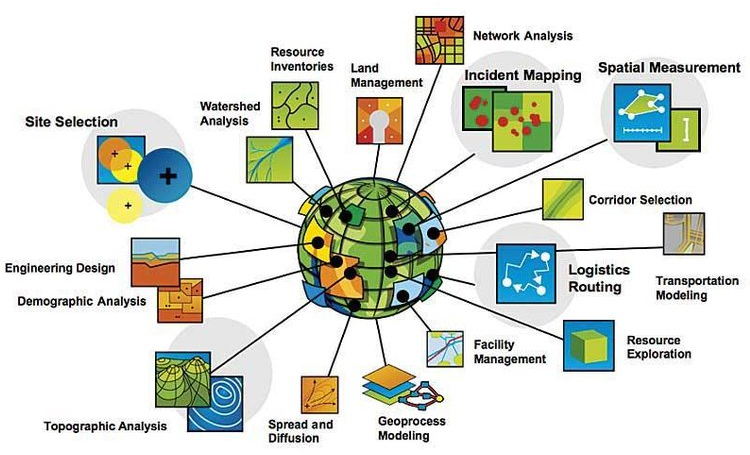 Network Analysis
Resource
Inventories
Land
Management
Incident Mapping
Spatial Measurement
Watershed
Analysis
Site Selection
Corridor Selection
Engineering Design
Logistics
Routing
Transportation
Modeling
Demographic Analysis
Facility
Management
Resource
Exploration
Topographic Analysis
Spread and
Diffusion
Geoprocess
Modeling